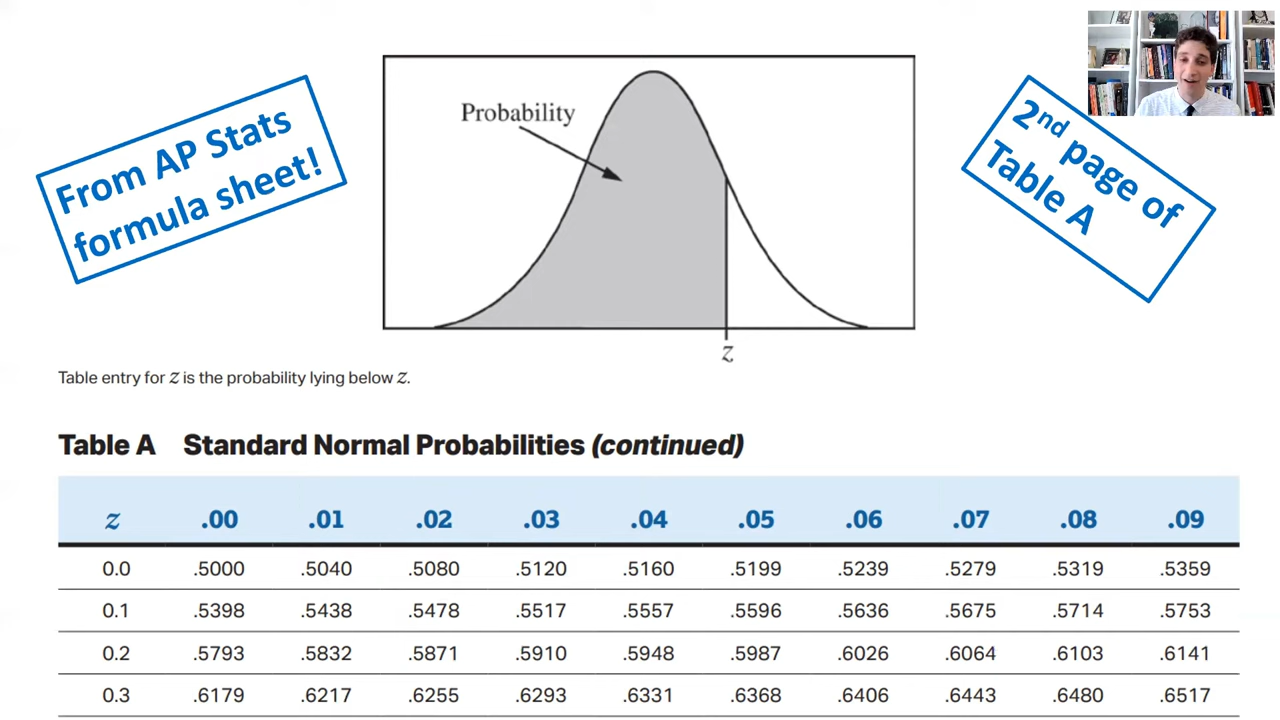 From AP Stats
formula sheet!
Probability
z
2nd page of
Table A
Table entry for z is the probability lying below z.
Table A Standard Normal Probabilities (continued)
z .00 .01 .02 .03 .04 .05 .06 .07 .08 .09
0.0 .5000 .5040 .5080 .5120 .5160 .5199 .5239 .5279 .5319 .5359
0.1 .5398 .5438 .5478 .5517 .5557 .5596 .5636 .5675 .5714 .5753
0.2 .5793 .5832 .5871 .5910 .5948 .5987 .6026 .6064 .6103 .6141
0.3 .6179 .6217 .6255 .6293 .6331 .6368 .6406 .6443 .6480 .6517